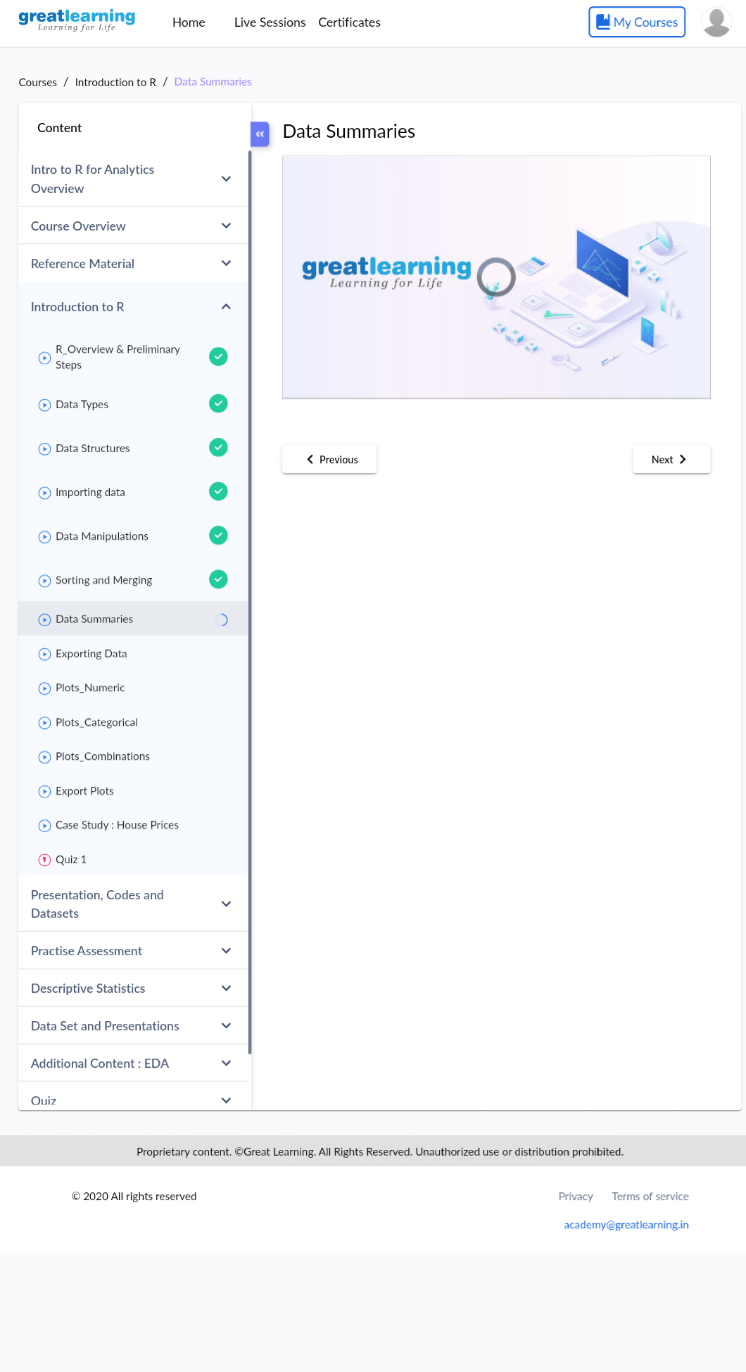 greatlearning
Learning for Life
Home Live Sessions Certificates
My Courses
Courses / Introduction to R / Data Summaries
Content
Intro to R for Analytics
Overview
Course Overview
Reference Material
Introduction to R
R_Overview & Preliminary
Steps
Data Types
Data Structures
Importing data
Data Manipulations
Sorting and Merging
Data Summaries
Exporting Data
Plots_Numeric
Plots_Categorical
Plots_Combinations
Export Plots
Case Study : House Prices
Quiz 1
Presentation, Codes and
Datasets
Practise Assessment
Descriptive Statistics
Data Set and Presentations
Additional Content : EDA
Quiz
Data Summaries
greatlearning
Learning for Life
Previous
Next
Proprietary content. ©Great Learning. All Rights Reserved. Unauthorized use or distribution prohibited.
© 2020 All rights reserved
Privacy Terms of service
academy@greatlearning.in